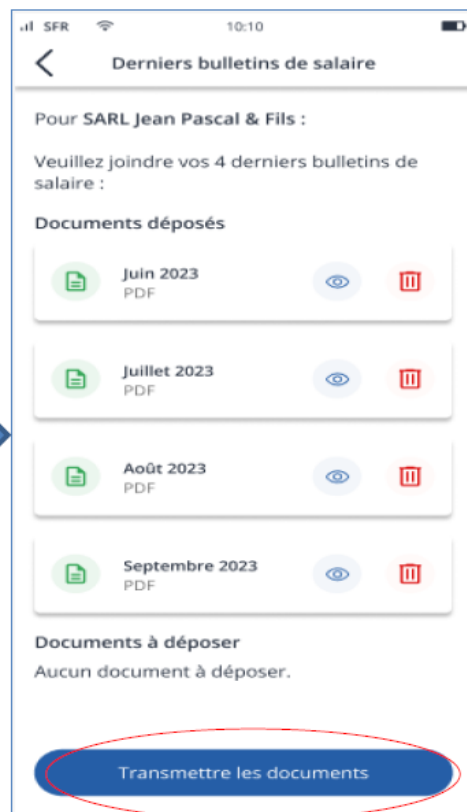 SFR 10:10
Derniers bulletins de salaire
Pour SARL Jean Pascal & Fils :
Veuillez joindre vos 4 derniers bulletins de
salaire :
Documents déposés
Juin 2023
PDF
Juillet 2023
PDF
Août 2023
PDF
Septembre 2023
PDF
Documents à déposer
Aucun document à déposer.
Transmettre les documents